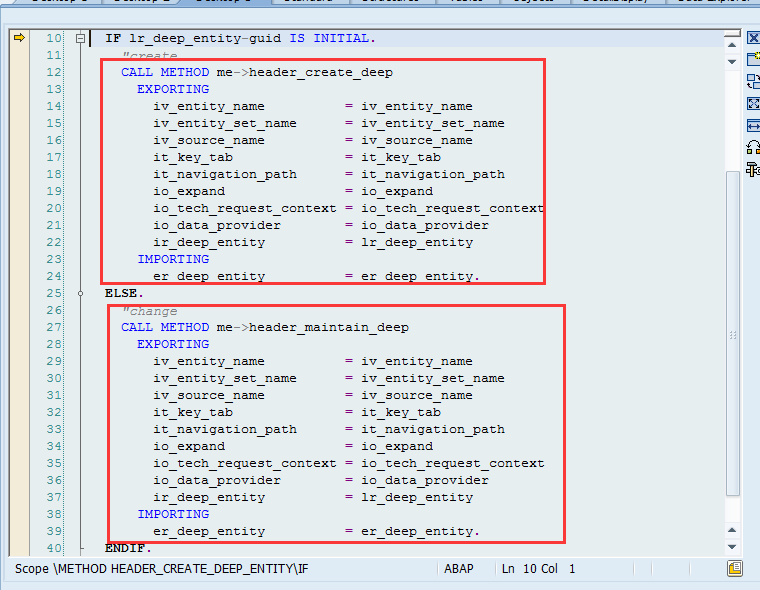 10 IF lr_deep_entity-guid IS INITIAL.
11 "create
12 CALL METHOD me->header_create_deep
13 EXPORTING
14 iv_entity_name = iv_entity_name
15 iv_entity_set_name = iv_entity_set_name
16 iv_source_name = iv_source_name
17 it_key_tab = it_key_tab
18 it_navigation_path = it_navigation_path
19 io_expand = io_expand
20 io_tech_request_context = io_tech_request_context
21 io_data_provider = io_data_provider
22 ir_deep_entity = lr_deep_entity
23 IMPORTING
24 er_deep_entity = er_deep_entity.
25 ELSE.
26 "change
27 CALL METHOD me->header_maintain_deep
28 EXPORTING
29 iv_entity_name = iv_entity_name
30 iv_entity_set_name = iv_entity_set_name
31 iv_source_name = iv_source_name
32 it_key_tab = it_key_tab
33 it_navigation_path = it_navigation_path
34 io_expand = io_expand
35 io_tech_request_context = io_tech_request_context
36 io_data_provider = io_data_provider
37 ir_deep_entity = lr_deep_entity
38 IMPORTING
39 er_deep_entity = er_deep_entity.
40 ENDIF.
Scope \METHOD HEADER_CREATE_DEEP_ENTITY\IF ABAP Ln 10 Col 1